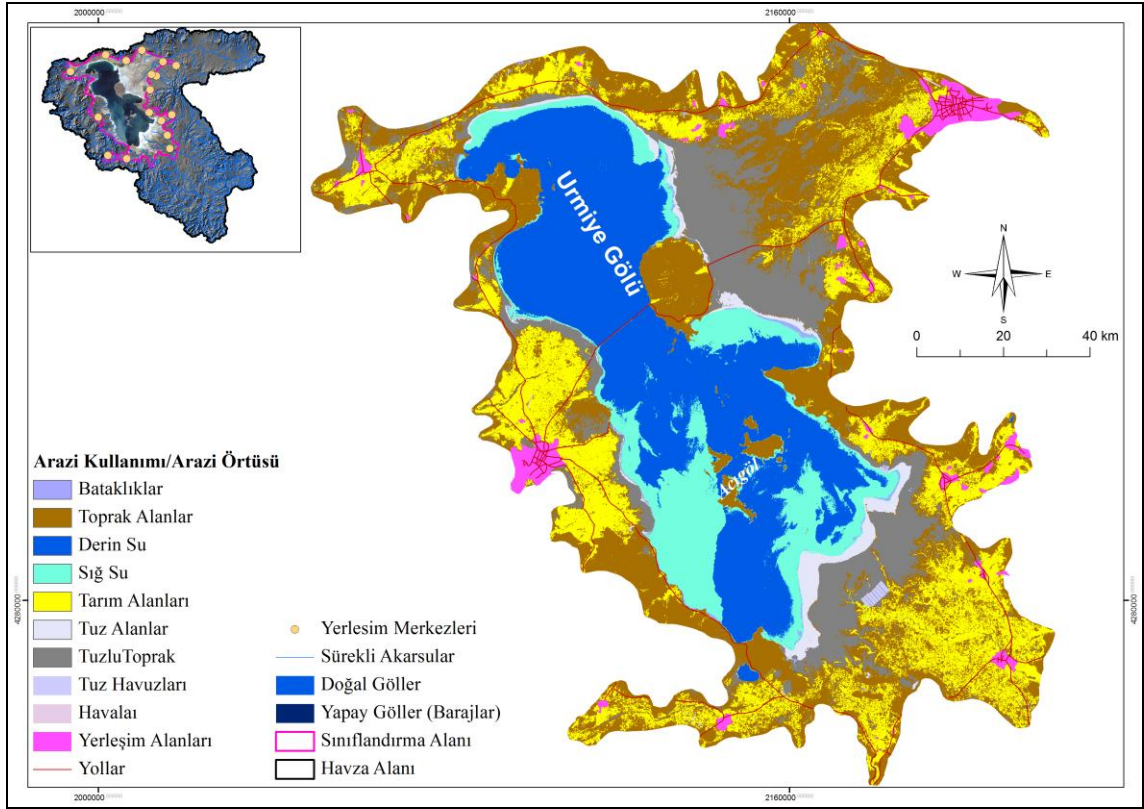 2000000
2160000
Urmiye Gölü
N
W E
S
0 20 40 km
Açıgöl
4280000
4280000
Arazi Kullanımı/Arazi Örtüsü
Bataklıklar
Toprak Alanlar
Derin Su
Sığ Su
Tarım Alanları
Tuz Alanlar
TuzluToprak
Tuz Havuzları
Havalaı
Yerleşim Alanları
Yollar
Yerleşim Merkezleri
Sürekli Akarsular
Doğal Göller
Yapay Göller (Barajlar)
Sınıflandırma Alanı
Havza Alanı
2000000
2160000